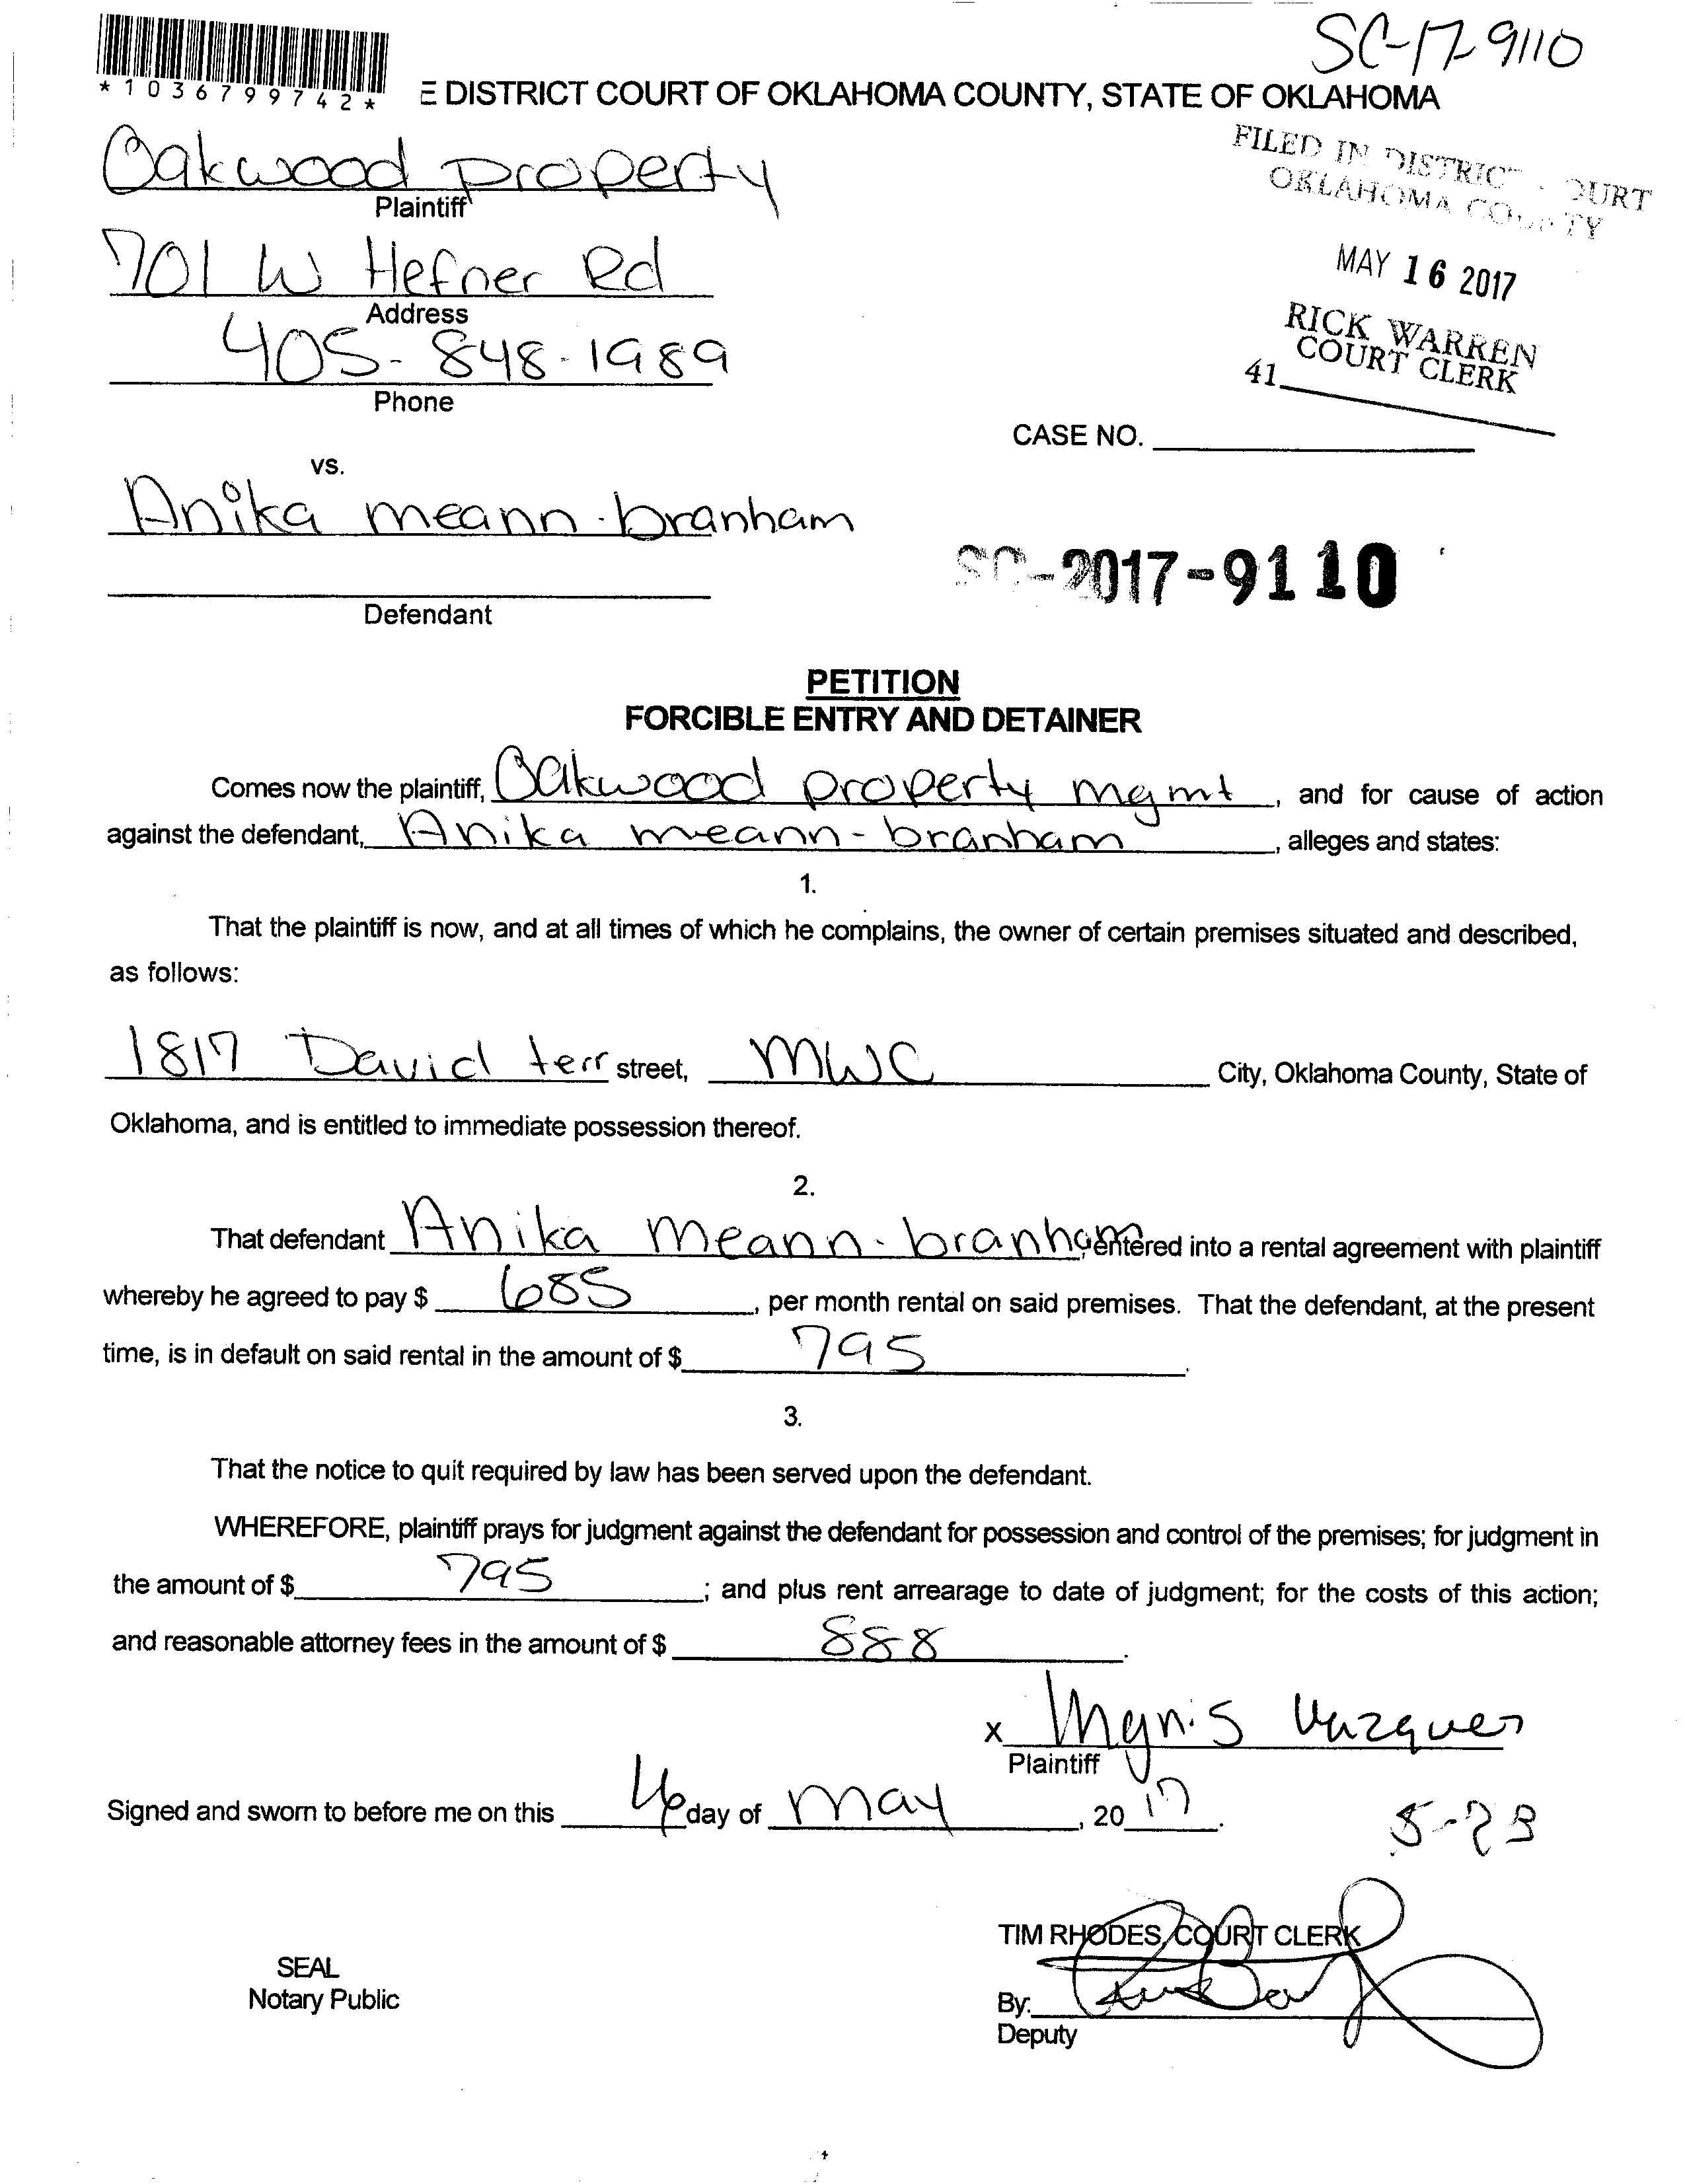 SC-17-9110
*1036799742*
E DISTRICT COURT OF OKLAHOMA COUNTY, STATE OF OKLAHOMA
Oakwood property
Plaintiff
FILED IN DISTRICT COURT
OKLAHOMA COUNTY
701 W Hefner Rd
Address
MAY 16 2017
405-848-1989
Phone
RICK WARREN
COURT CLERK
41
CASE NO.
vs.
Anika meann-branham
SC-2017-9110
Defendant
PETITION
FORCIBLE ENTRY AND DETAINER
Comes now the plaintiff, Oakwood property mgmt, and for cause of action
against the defendant, Anika meann-branham, alleges and states:
1.
That the plaintiff is now, and at all times of which he complains, the owner of certain premises situated and described,
as follows:
1817 David terr street, MWC City, Oklahoma County, State of
Oklahoma, and is entitled to immediate possession thereof.
2.
That defendant Anika meann-branham, entered into a rental agreement with plaintiff
whereby he agreed to pay $ 685, per month rental on said premises. That the defendant, at the present
time, is in default on said rental in the amount of $ 795.
3.
That the notice to quit required by law has been served upon the defendant.
WHEREFORE, plaintiff prays for judgment against the defendant for possession and control of the premises; for judgment in
the amount of $ 795; and plus rent arrearage to date of judgment; for the costs of this action;
and reasonable attorney fees in the amount of $ 888.
X Vazquez
Plaintiff
Signed and sworn to before me on this 16 day of may, 2017.
5-23
TIM RHODES, COURT CLERK
SEAL
Notary Public
By:
Deputy